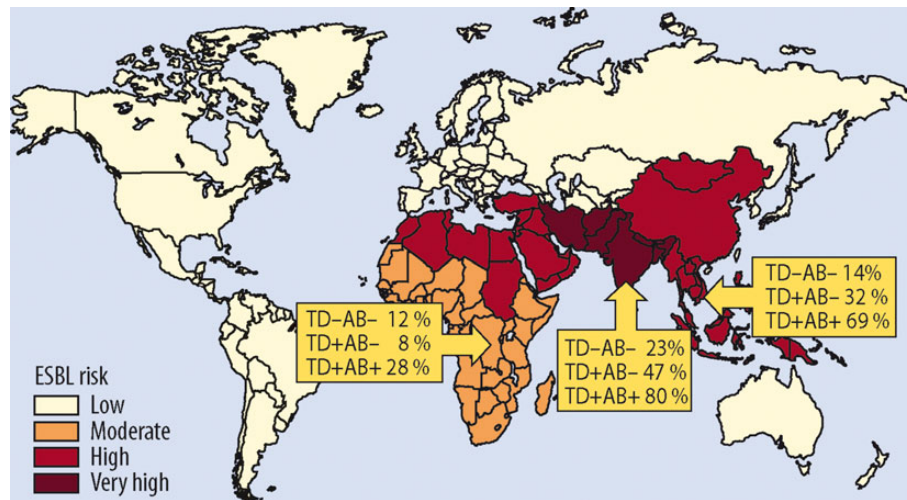 TD–AB– 14%
TD+AB– 32 %
TD+AB+ 69 %
TD–AB– 12 %
TD+AB– 8 %
TD+AB+ 28 %
TD–AB– 23%
TD+AB– 47 %
TD+AB+ 80 %
ESBL risk
Low
Moderate
High
Very high